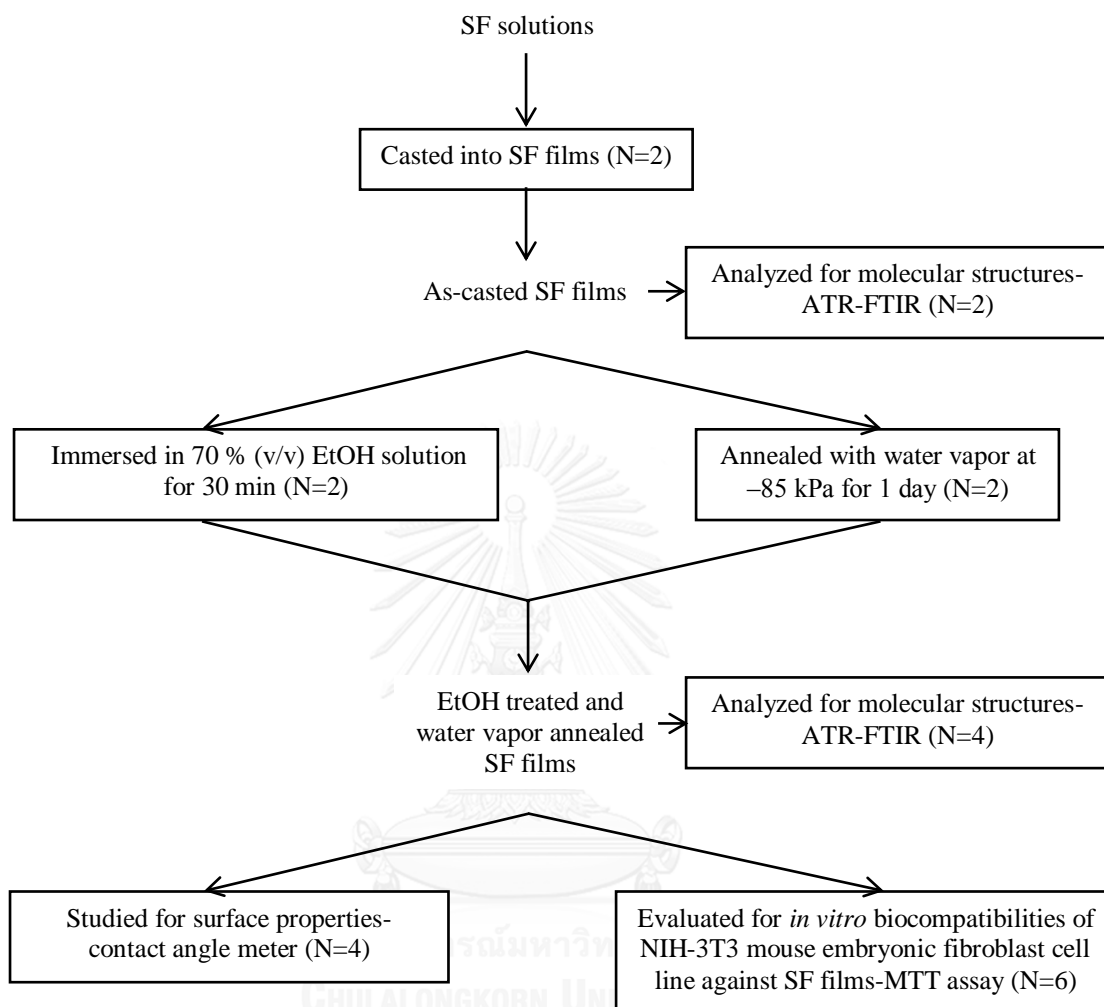 SF solutions
Casted into SF films (N=2)
As-casted SF films
Analyzed for molecular structures-
ATR-FTIR (N=2)
Immersed in 70 % (v/v) EtOH solution
for 30 min (N=2)
Annealed with water vapor at
–85 kPa for 1 day (N=2)
EtOH treated and
water vapor annealed
SF films
Analyzed for molecular structures-
ATR-FTIR (N=4)
Studied for surface properties-
contact angle meter (N=4)
Evaluated for in vitro biocompatibilities of
NIH-3T3 mouse embryonic fibroblast cell
line against SF films-MTT assay (N=6)
CHULALONGKORN